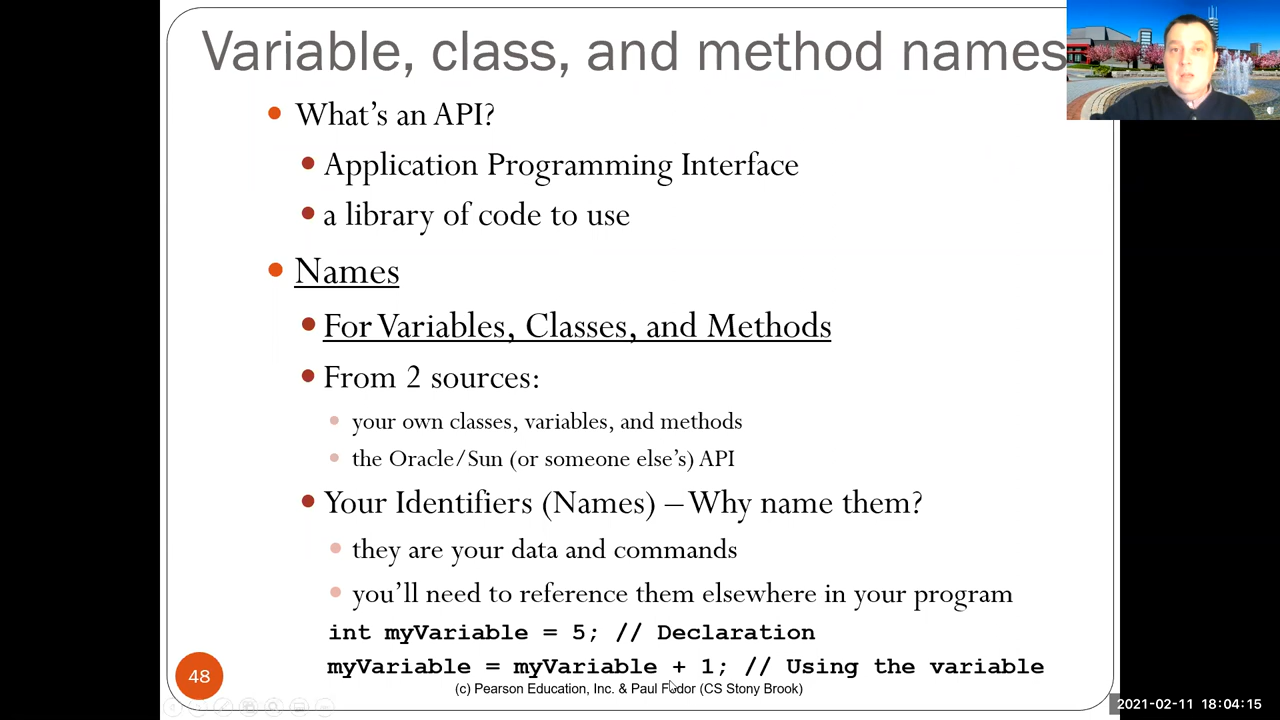 Variable, class, and method names
What’s an API?
Application Programming Interface
a library of code to use
Names
For Variables, Classes, and Methods
From 2 sources:
your own classes, variables, and methods
the Oracle/Sun (or someone else’s) API
Your Identifiers (Names) – Why name them?
they are your data and commands
you’ll need to reference them elsewhere in your program
int myVariable = 5; // Declaration
myVariable = myVariable + 1; // Using the variable
48
(c) Pearson Education, Inc. & Paul Fodor (CS Stony Brook)
2021-02-11 18:04:15